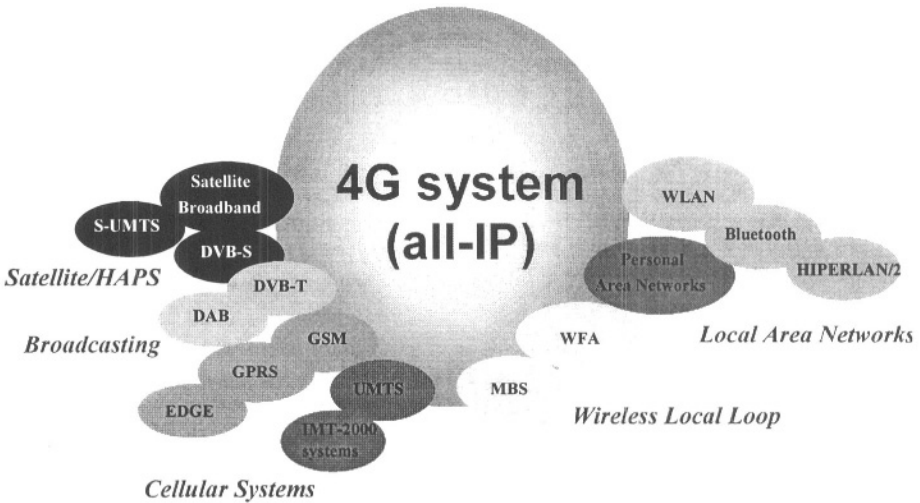 4G system
(all-IP)
Satellite
Broadband
S-UMTS
DVB-S
Satellite/HAPS
DVB-T
DAB
Broadcasting
GSM
GPRS
EDGE
UMTS
IMT-2000
systems
Cellular Systems
WLAN
Bluetooth
HIPERLAN/2
Personal
Area Networks
Local Area Networks
WFA
MBS
Wireless Local Loop